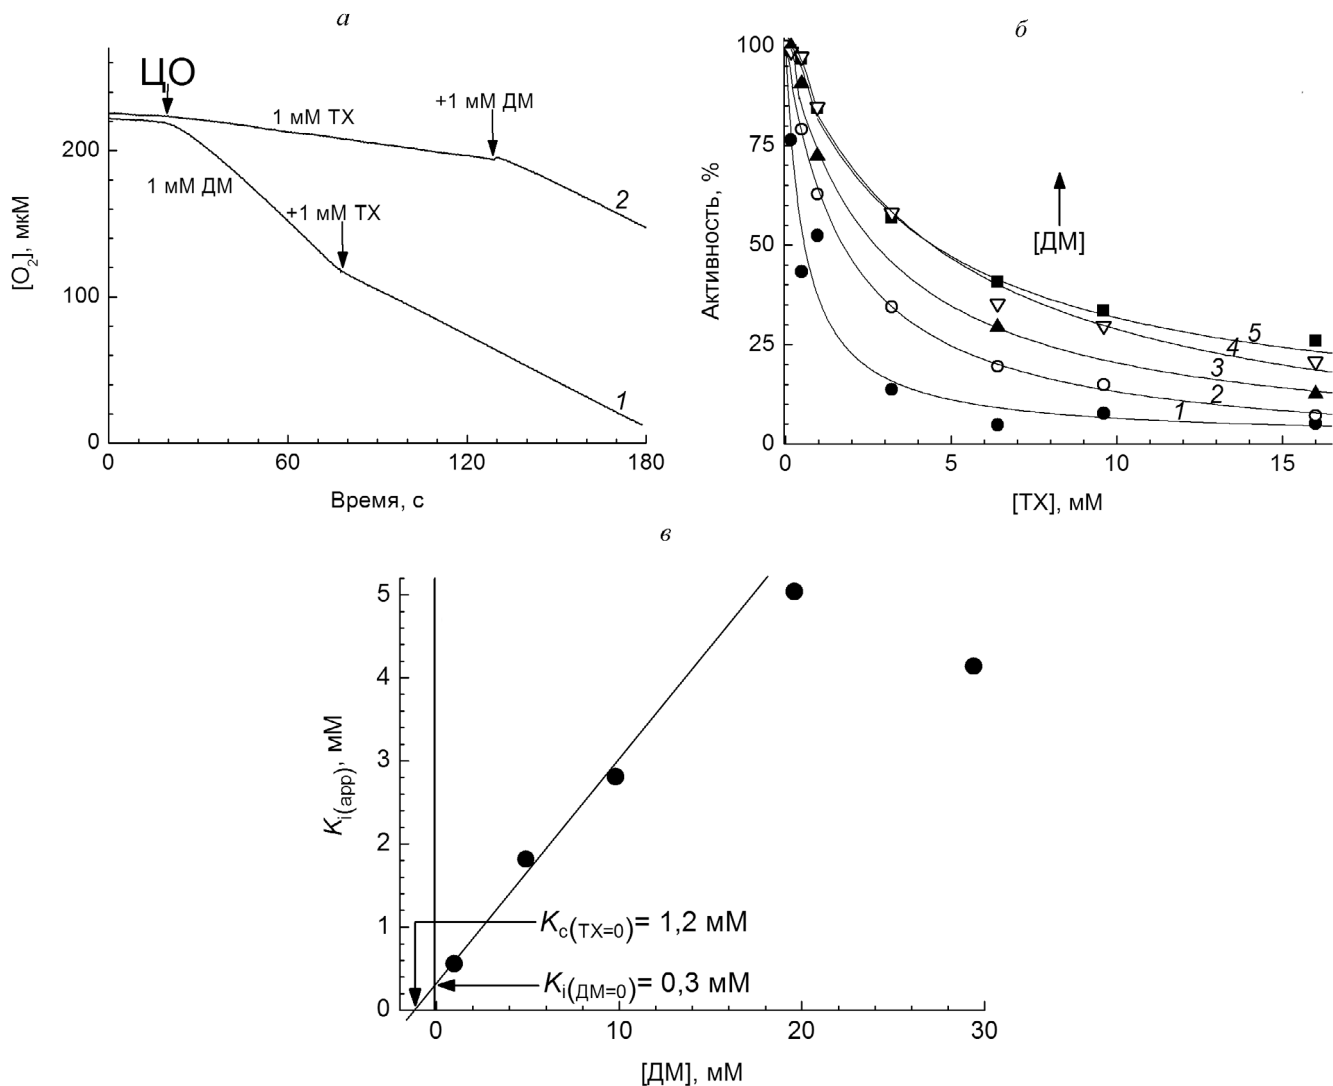 а
ЦО
1 мМ ТХ
+1 мМ ДМ
1 мМ ДМ
+1 мМ ТХ
2
1
200
100
0
[O2], мкМ
0
60
120
180
Время, с
б
100
75
50
25
0
Активность, %
[ДМ]
5
4
3
2
1
0
5
10
15
[ТХ], мМ
в
5
4
3
2
1
0
Ki(app), мМ
Kc(ТХ=0)= 1,2 мМ
Ki(ДМ=0)= 0,3 мМ
0
10
20
30
[ДМ], мМ